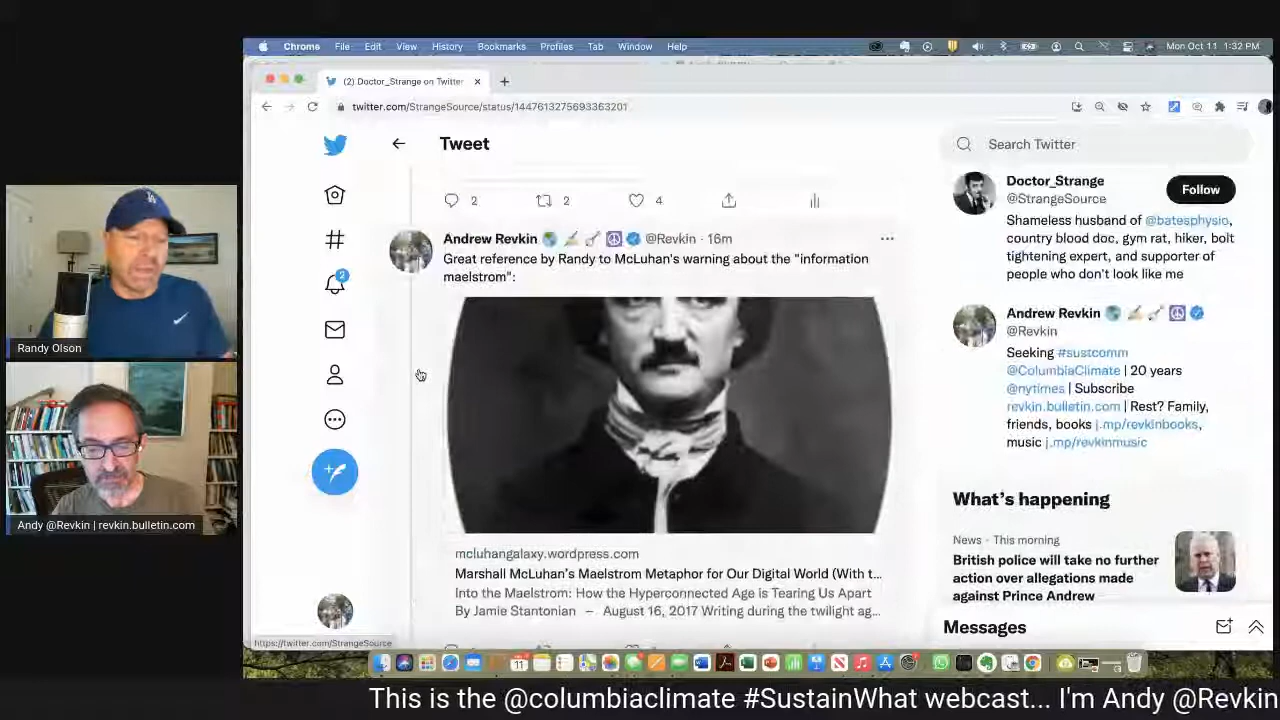 Chrome File Edit View History Bookmarks Profiles Tab Window Help
Mon Oct 11 1:32 PM
(2) Doctor_Strange on Twitter
twitter.com/StrangeSource/status/1447613275693363201
Tweet
Search Twitter
2 2 4
Andrew Revkin @Revkin · 16m
Great reference by Randy to McLuhan's warning about the "information
maelstrom":
mcluhangalaxy.wordpress.com
Marshall McLuhan's Maelstrom Metaphor for Our Digital World (With t...
Into the Maelstrom: How the Hyperconnected Age is Tearing Us Apart
By Jamie Stantonian – August 16, 2017 Writing during the twilight ag...
2
Doctor_Strange
@StrangeSource
Follow
Shameless husband of @batesphysio,
country blood doc, gym rat, hiker, bolt
tightening expert, and supporter of
people who don't look like me
Andrew Revkin
@Revkin
Seeking #sustcomm
@ColumbiaClimate | 20 years
@nytimes | Subscribe
revkin.bulletin.com | Rest? Family,
friends, books j.mp/revkinbooks,
music j.mp/revkinmusic
What's happening
News · This morning
British police will take no further
action over allegations made
against Prince Andrew
Messages
https://twitter.com/StrangeSource
Randy Olson
Andy @Revkin | revkin.bulletin.com
This is the @columbiaclimate #SustainWhat webcast... I'm Andy @Revkin